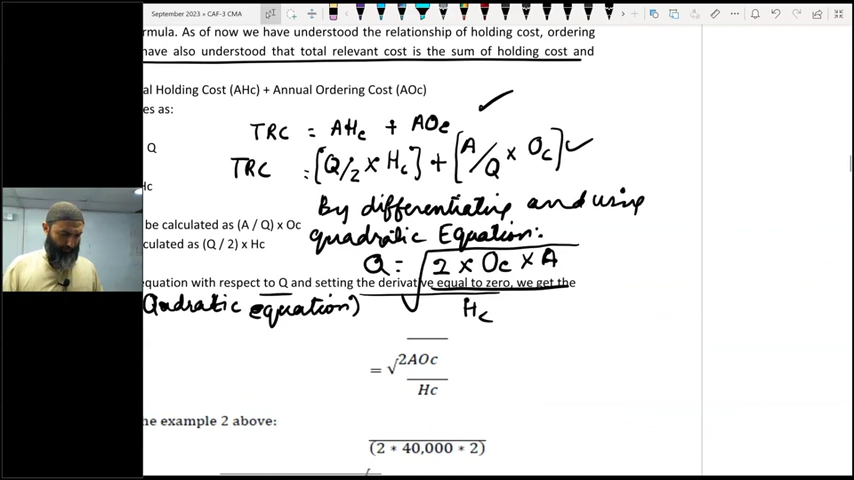 September 2023 » CAF-3 CMA
rmula. As of now we have understood the relationship of holding cost, ordering
have also understood that total relevant cost is the sum of holding cost and
al Holding Cost (AHc) + Annual Ordering Cost (AOc)
es as:
TRC = AHc + AOc
Q
TRC = [Q/2 x Hc] + [A/Q x Oc]
Hc
By differentiating and using
be calculated as (A / Q) x Oc
quadratic Equation:
culated as (Q / 2) x Hc
Q = √2 x Oc x A
equation with respect to Q and setting the derivative equal to zero, we get the
Quadratic equation)
Hc
= √2AOc
Hc
he example 2 above:
(2 * 40,000 * 2)